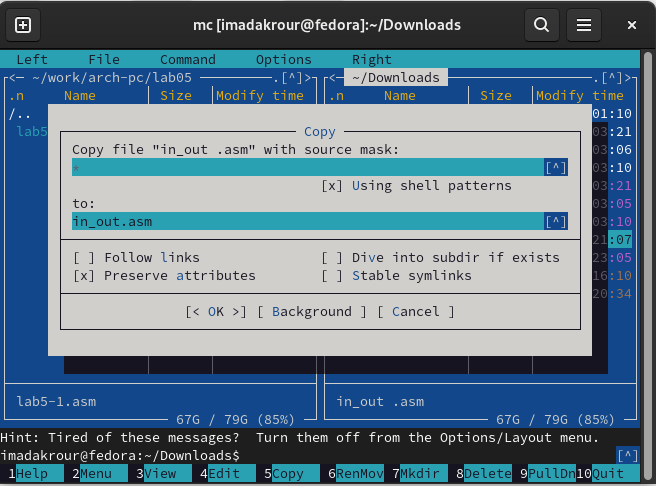 mc [imadakrour@fedora]:~/Downloads
Left File Command Options Right
<─ ~/work/arch-pc/lab05 ─.[^]> <─ ~/Downloads ─.[^]>
.n Name Size Modify time .n Name Size Modify time
/.. 01:10
lab5 03:21
03:06
Copy
Copy file "in_out .asm" with source mask:
* [^] 03:10
[x] Using shell patterns 03:21
to: 03:05
in_out.asm [^] 03:10
21:07
[ ] Follow links [ ] Dive into subdir if exists 23:05
[x] Preserve attributes [ ] Stable symlinks 16:10
20:34
[< OK >] [ Background ] [ Cancel ]
lab5-1.asm in_out .asm
67G / 79G (85%) 67G / 79G (85%)
Hint: Tired of these messages?  Turn them off from the Options/Layout menu.
imadakrour@fedora:~/Downloads$ [^]
1Help 2Menu 3View 4Edit 5Copy 6RenMov 7Mkdir 8Delete 9PullDn 10Quit